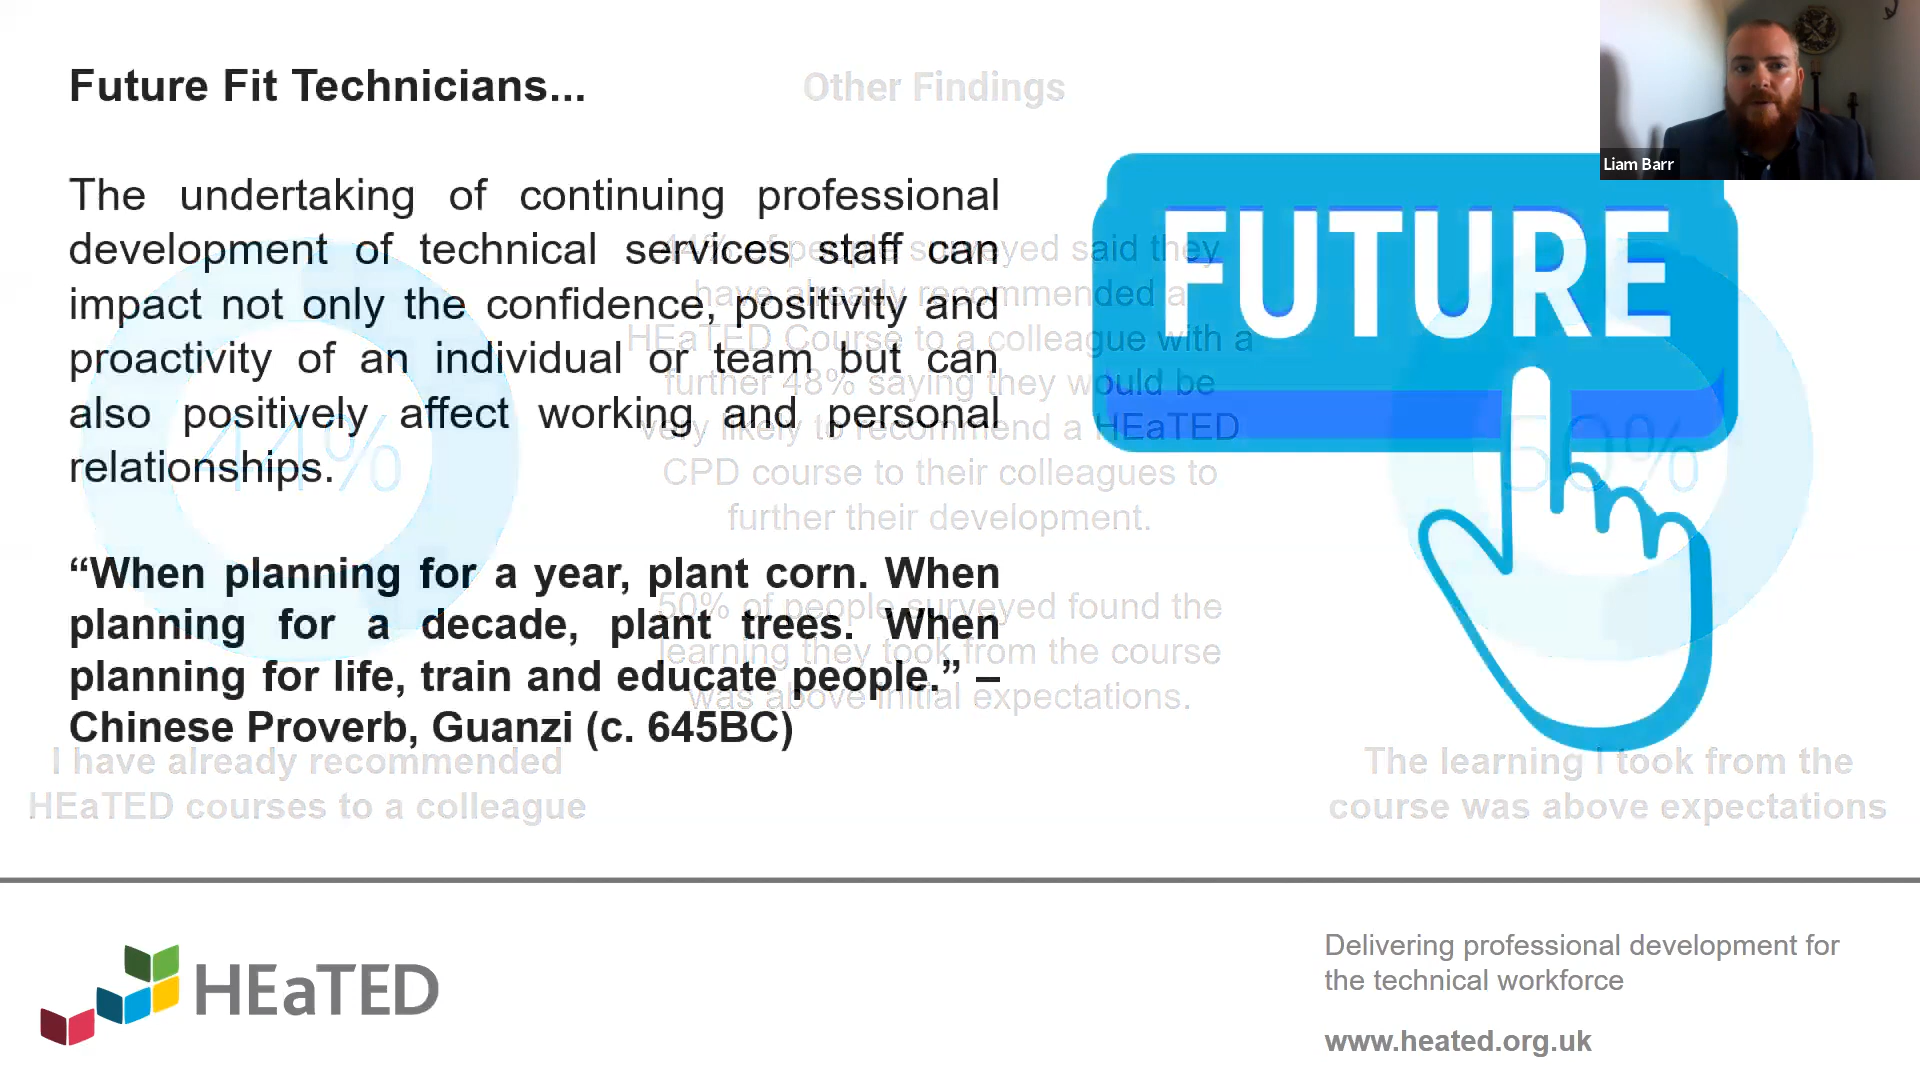 Future Fit Technicians...
The undertaking of continuing professional
development of technical services staff can
impact not only the confidence, positivity and
proactivity of an individual or team but can
also positively affect working and personal
relationships.
“When planning for a year, plant corn. When
planning for a decade, plant trees. When
planning for life, train and educate people.” –
Chinese Proverb, Guanzi (c. 645BC)
Other Findings
44% of people surveyed said they
have already recommended a
HEaTED Course to a colleague with a
further 48% saying they would be
very likely to recommend a HEaTED
CPD course to their colleagues to
further their development.
50% of people surveyed found the
learning they took from the course
was above initial expectations.
44%
I have already recommended
HEaTED courses to a colleague
FUTURE
50%
The learning I took from the
course was above expectations
Liam Barr
HEaTED
Delivering professional development for
the technical workforce
www.heated.org.uk